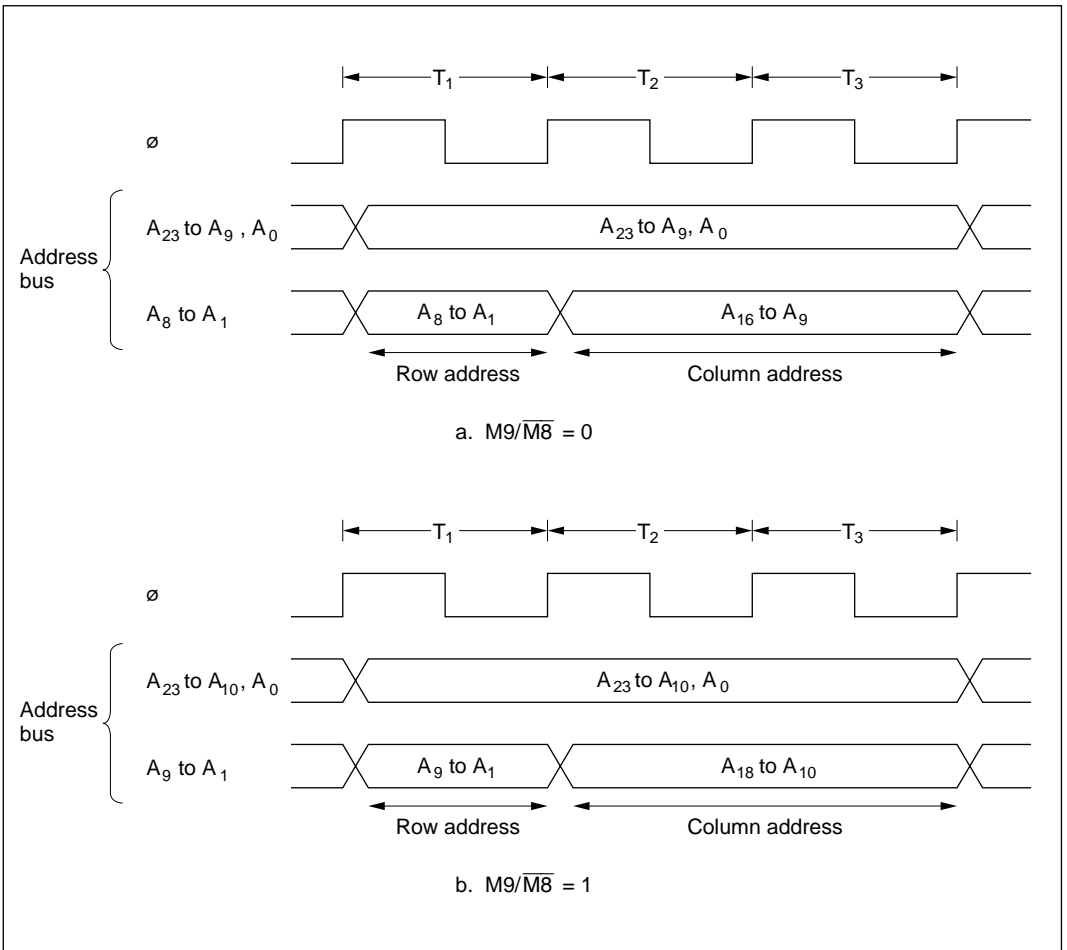 T1 T2 T3
ø
A23 to A9 , A0 A23 to A9, A0
Address
bus
A8 to A1 A8 to A1 A16 to A9
Row address Column address
a. M9/M̅8̅ = 0
T1 T2 T3
ø
A23 to A10, A0 A23 to A10, A0
Address
bus
A9 to A1 A9 to A1 A18 to A10
Row address Column address
b. M9/M̅8̅ = 1